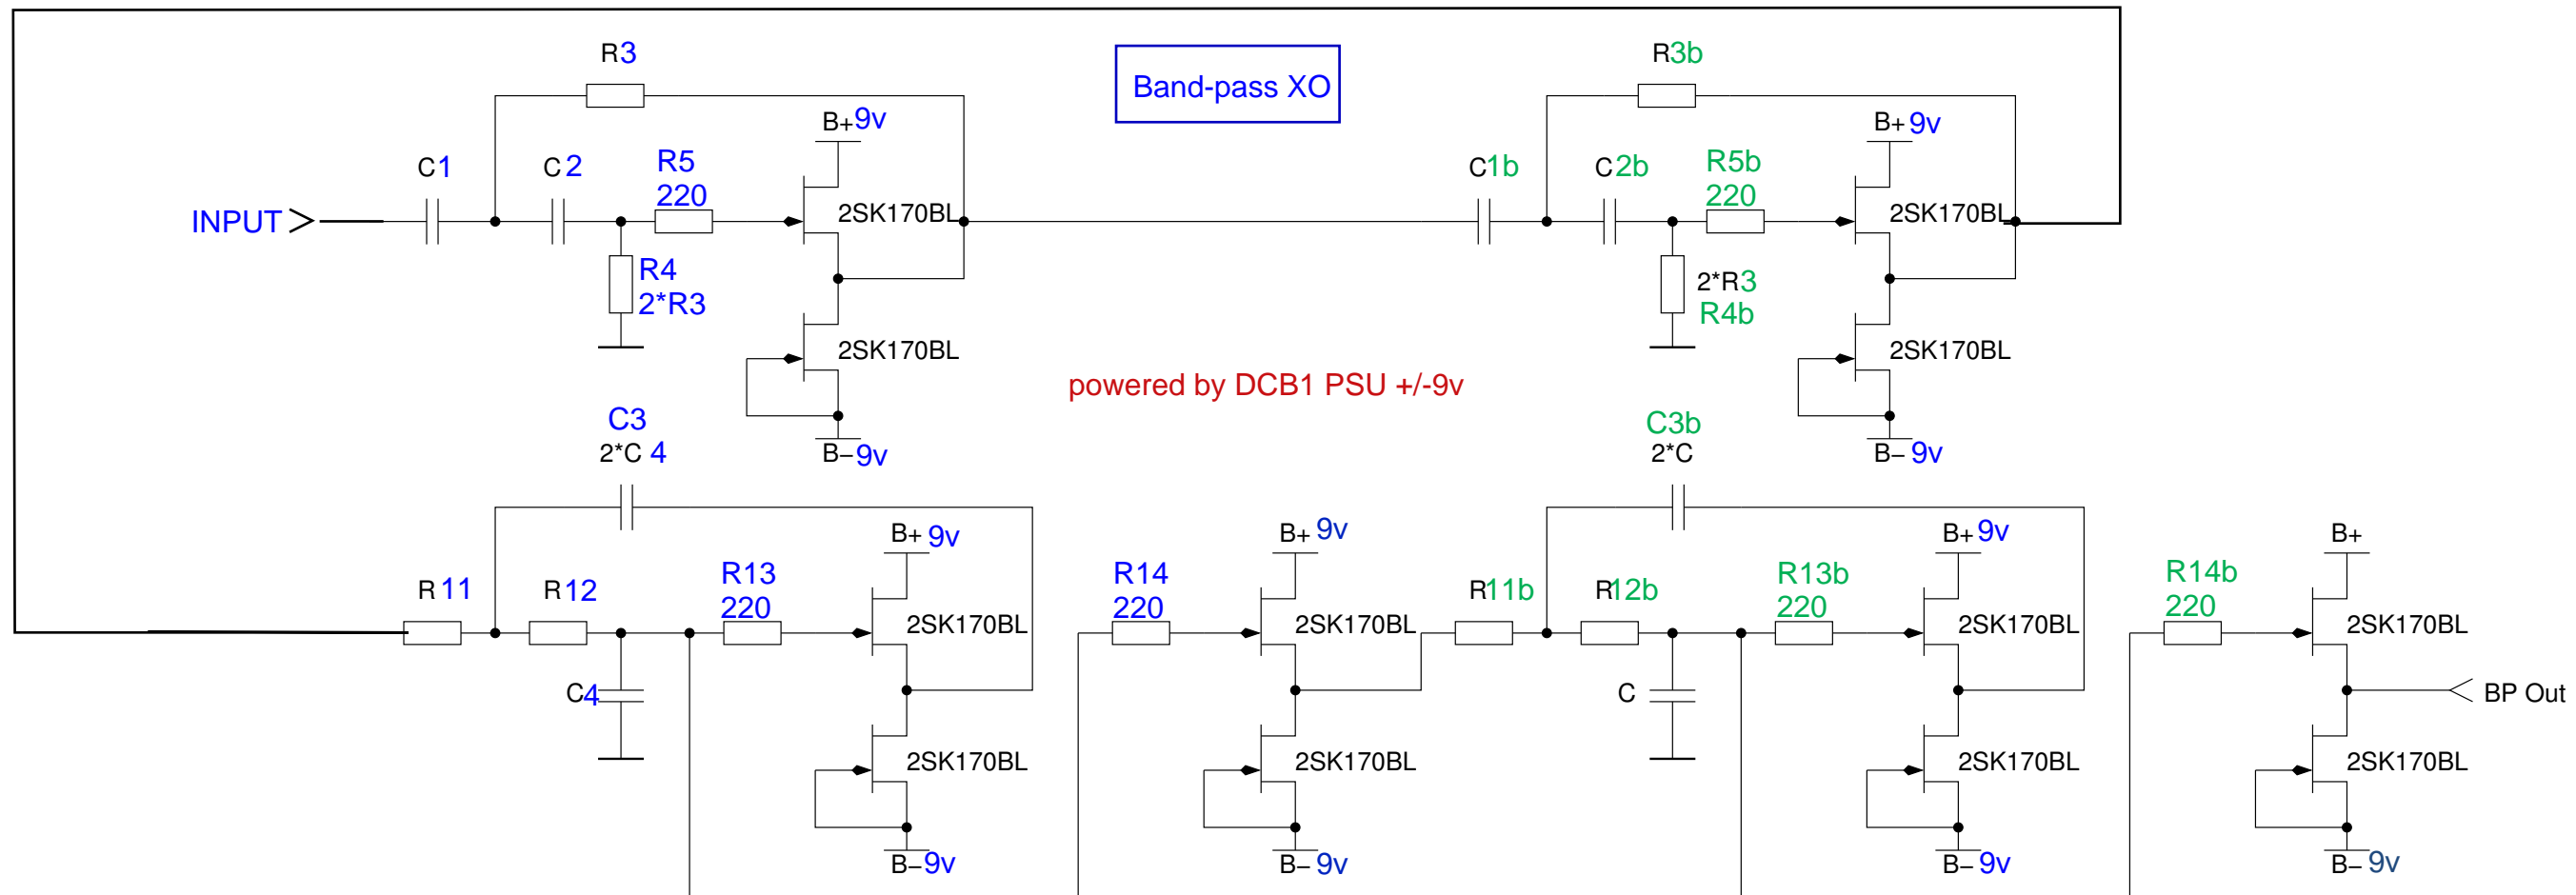 R3
Band-pass XO
R3b
B+9v
B+9v
C1
C2
R5
220
C1b
C2b
R5b
220
INPUT
2SK170BL
2SK170BL
R4
2*R3
2*R3
R4b
2SK170BL
2SK170BL
powered by DCB1 PSU +/-9v
B–9v
B–9v
C3
2*C 4
C3b
2*C
B+9v
B+9v
B+9v
B+
R11
R12
R13
220
R14
220
R11b
R12b
R13b
220
R14b
220
2SK170BL
2SK170BL
2SK170BL
2SK170BL
C4
C
BP Out
2SK170BL
2SK170BL
2SK170BL
2SK170BL
B–9v
B–9v
B–9v
B–9v